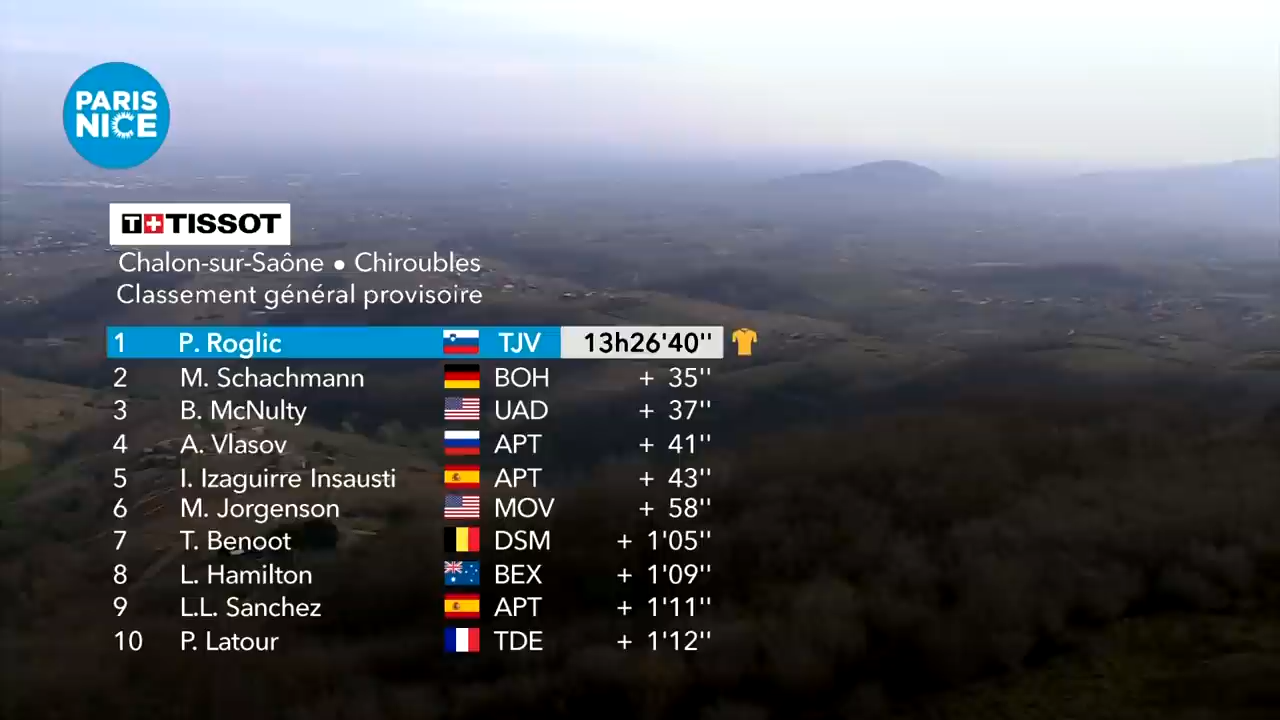 PARIS
NICE
T+ TISSOT
Chalon-sur-Saône • Chiroubles
Classement général provisoire
1 P. Roglic TJV 13h26'40''
2 M. Schachmann BOH + 35''
3 B. McNulty UAD + 37''
4 A. Vlasov APT + 41''
5 I. Izaguirre Insausti APT + 43''
6 M. Jorgenson MOV + 58''
7 T. Benoot DSM + 1'05''
8 L. Hamilton BEX + 1'09''
9 L.L. Sanchez APT + 1'11''
10 P. Latour TDE + 1'12''